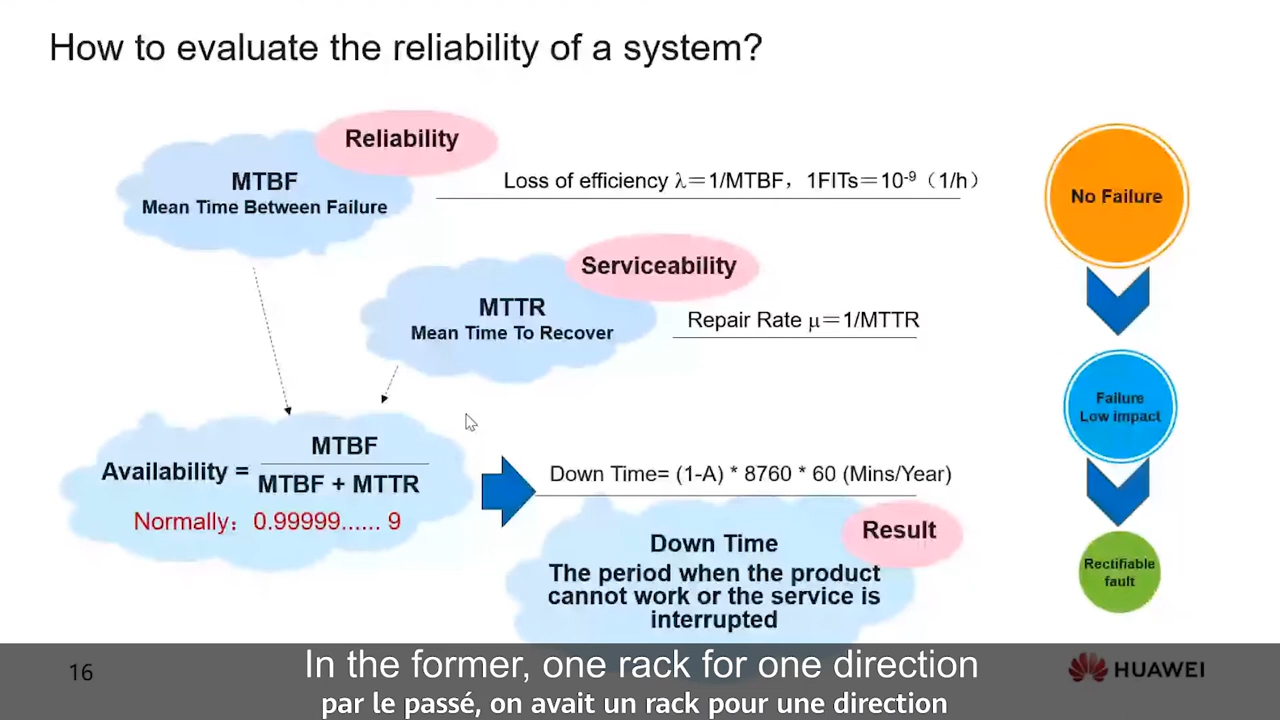 How to evaluate the reliability of a system?
Reliability
MTBF
Mean Time Between Failure
Loss of efficiency λ＝1/MTBF，1FITs＝10⁻⁹（1/h）
No Failure
Serviceability
MTTR
Mean Time To Recover
Repair Rate μ＝1/MTTR
Failure
Low impact
Availability = MTBF / MTBF + MTTR
Normally：0.99999...... 9
Down Time= (1-A) * 8760 * 60 (Mins/Year)
Result
Down Time
The period when the product
cannot work or the service is
interrupted
Rectifiable
fault
16
In the former, one rack for one direction
par le passé, on avait un rack pour une direction
HUAWEI